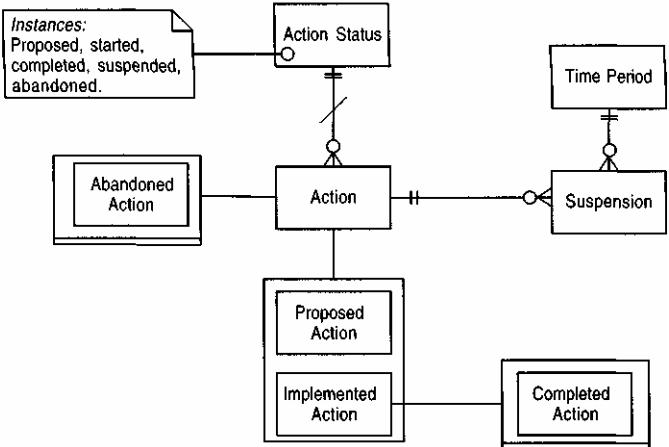 Instances:
Proposed, started,
completed, suspended,
abandoned.
Action Status
Time Period
Abandoned
Action
Action
Suspension
Proposed
Action
Implemented
Action
Completed
Action